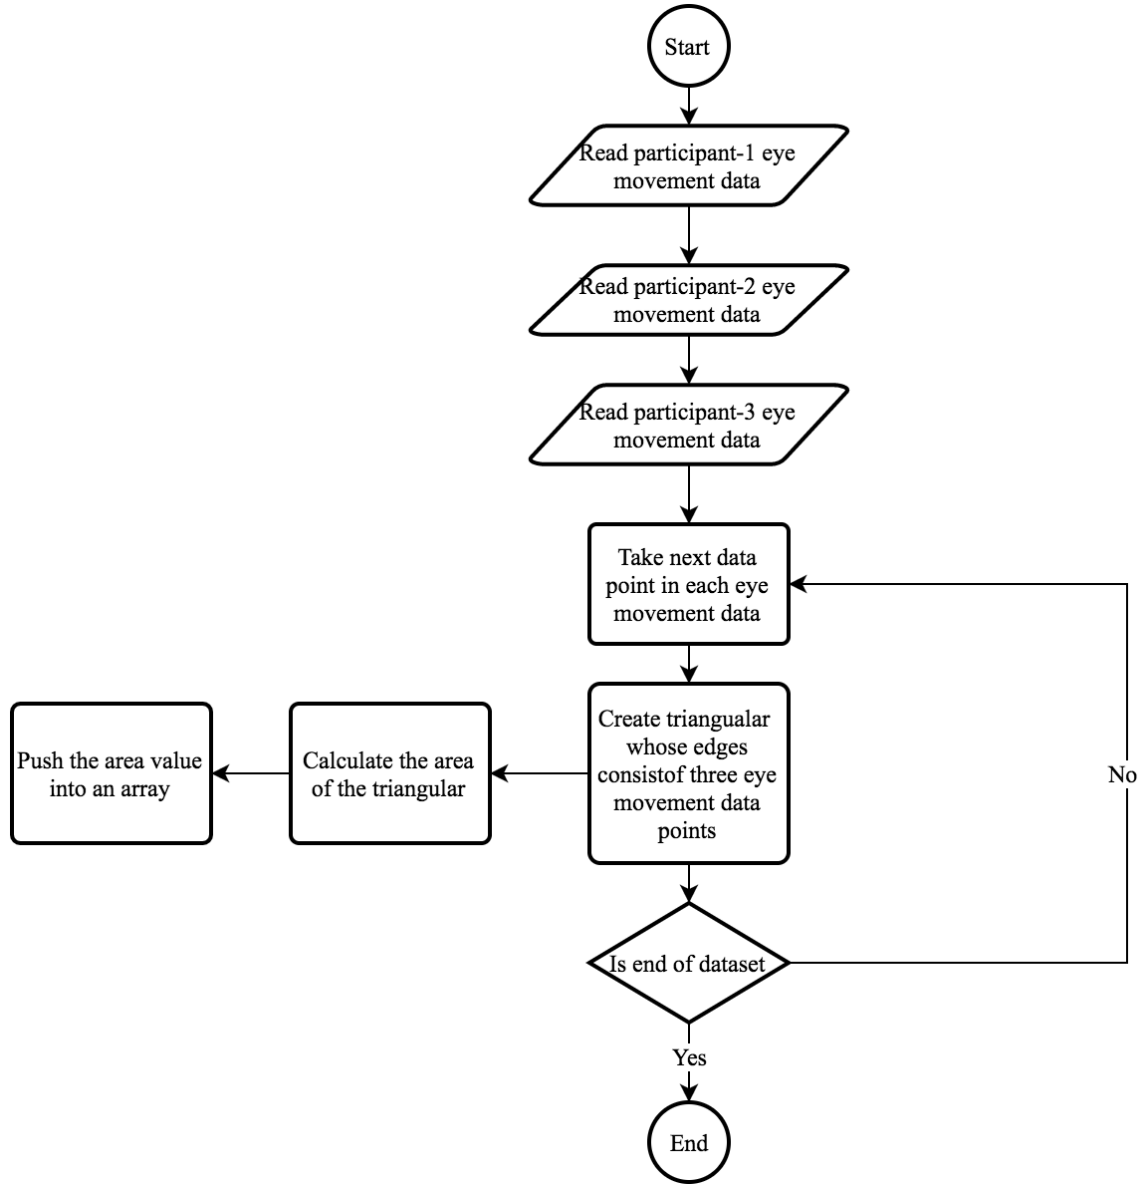 Start
Read participant-1 eye
movement data
Read participant-2 eye
movement data
Read participant-3 eye
movement data
Take next data
point in each eye
movement data
Create triangualar
whose edges
consistof three eye
movement data
points
Calculate the area
of the triangular
Push the area value
into an array
No
Is end of dataset
Yes
End